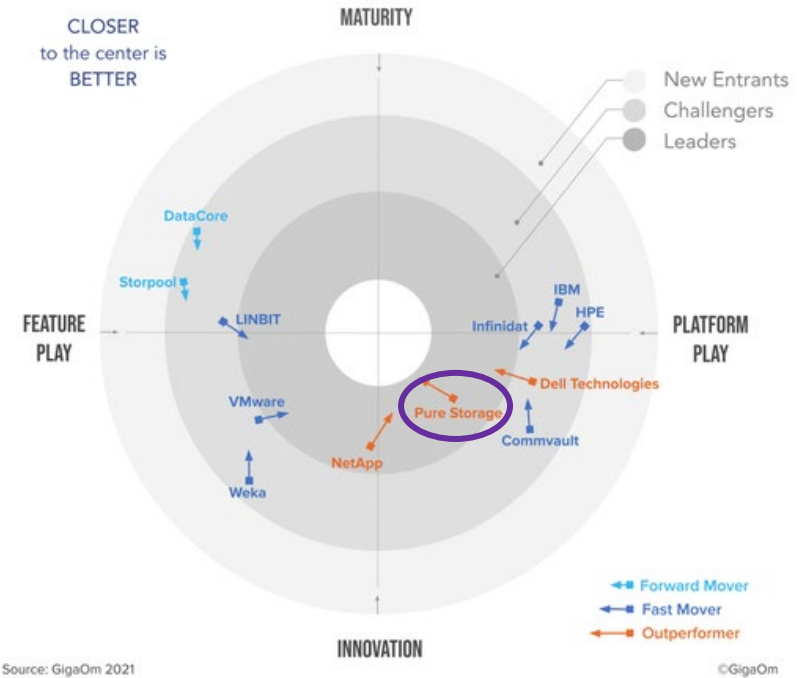 CLOSER
to the center is
BETTER
MATURITY
New Entrants
Challengers
Leaders
DataCore
Storpool
LINBIT
IBM
HPE
Infinidat
FEATURE
PLAY
PLATFORM
PLAY
Dell Technologies
VMware
Pure Storage
Commvault
NetApp
Weka
Forward Mover
Fast Mover
Outperformer
INNOVATION
Source: GigaOm 2021
©GigaOm